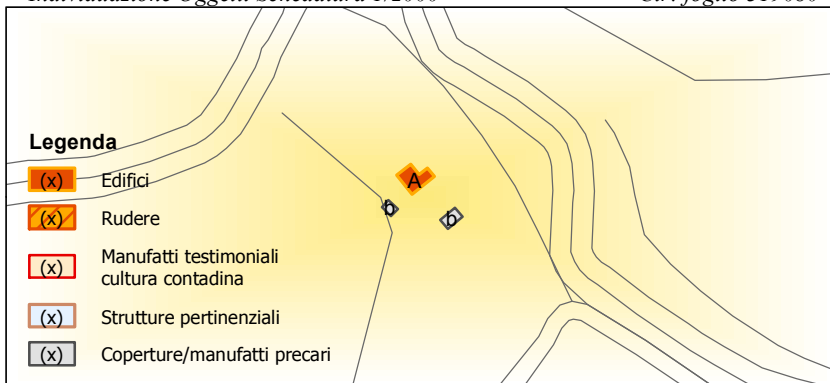 Legenda
A
(x) Edifici
b
b
(x) Rudere
(x) Manufatti testimoniali
cultura contadina
(x) Strutture pertinenziali
(x) Coperture/manufatti precari